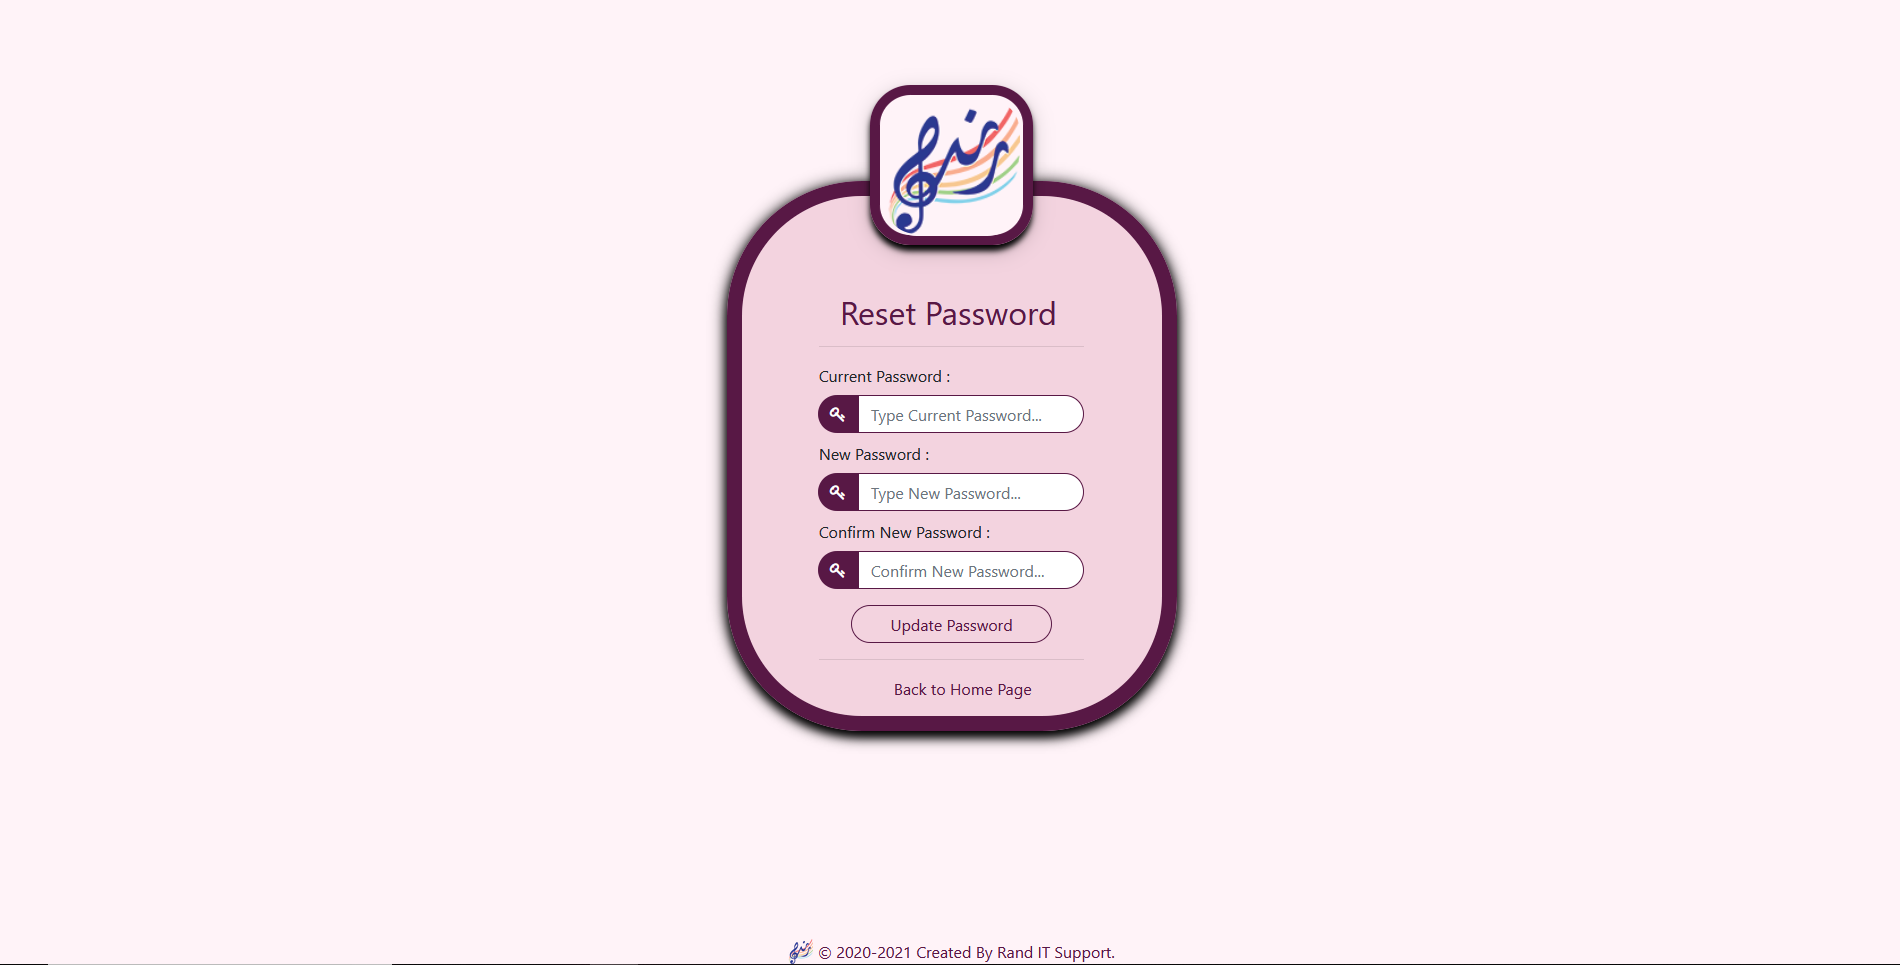 Reset Password
Current Password :
Type Current Password...
New Password :
Type New Password...
Confirm New Password :
Confirm New Password...
Update Password
Back to Home Page
© 2020-2021 Created By Rand IT Support.